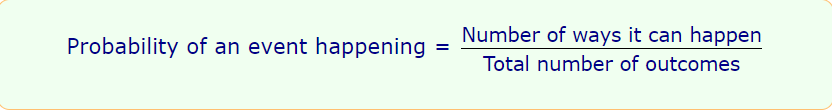 Probability of an event happening = Number of ways it can happen
Total number of outcomes